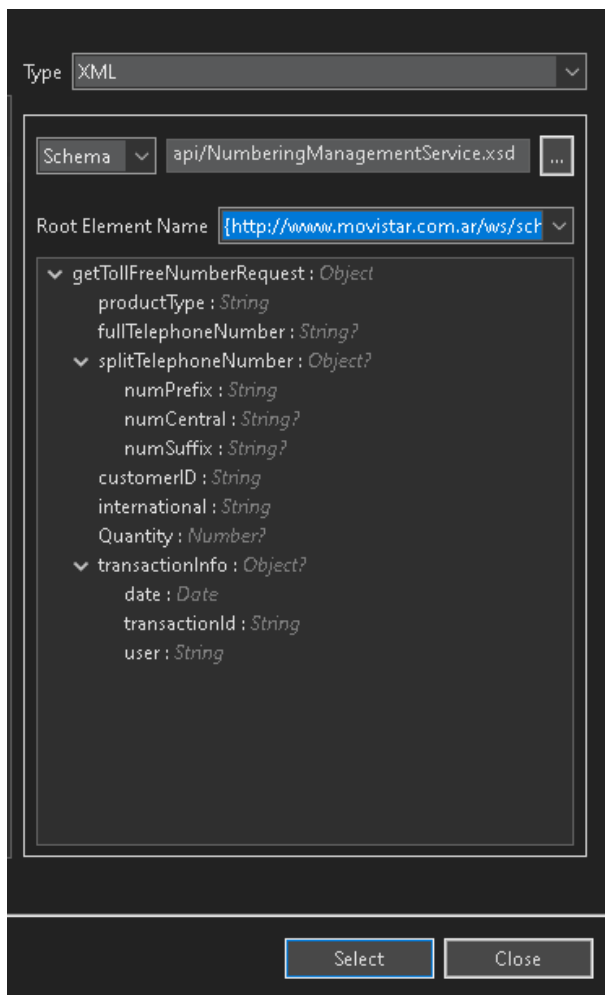 Type XML
Schema api/NumberingManagementService.xsd ...
Root Element Name {http://www.movistar.com.ar/ws/sch
getTollFreeNumberRequest : Object
productType : String
fullTelephoneNumber : String?
splitTelephoneNumber : Object?
numPrefix : String
numCentral : String?
numSuffix : String?
customerID : String
international : String
Quantity : Number?
transactionInfo : Object?
date : Date
transactionId : String
user : String
Select Close